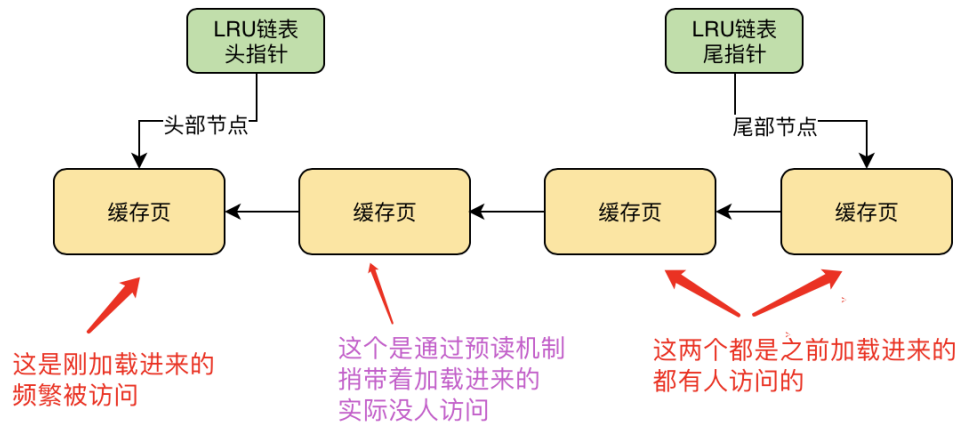 LRU链表
头指针
LRU链表
尾指针
头部节点
尾部节点
缓存页
缓存页
缓存页
缓存页
这是刚加载进来的
频繁被访问
这个是通过预读机制
捎带着加载进来的
实际没人访问
这两个都是之前加载进来的
都有人访问的